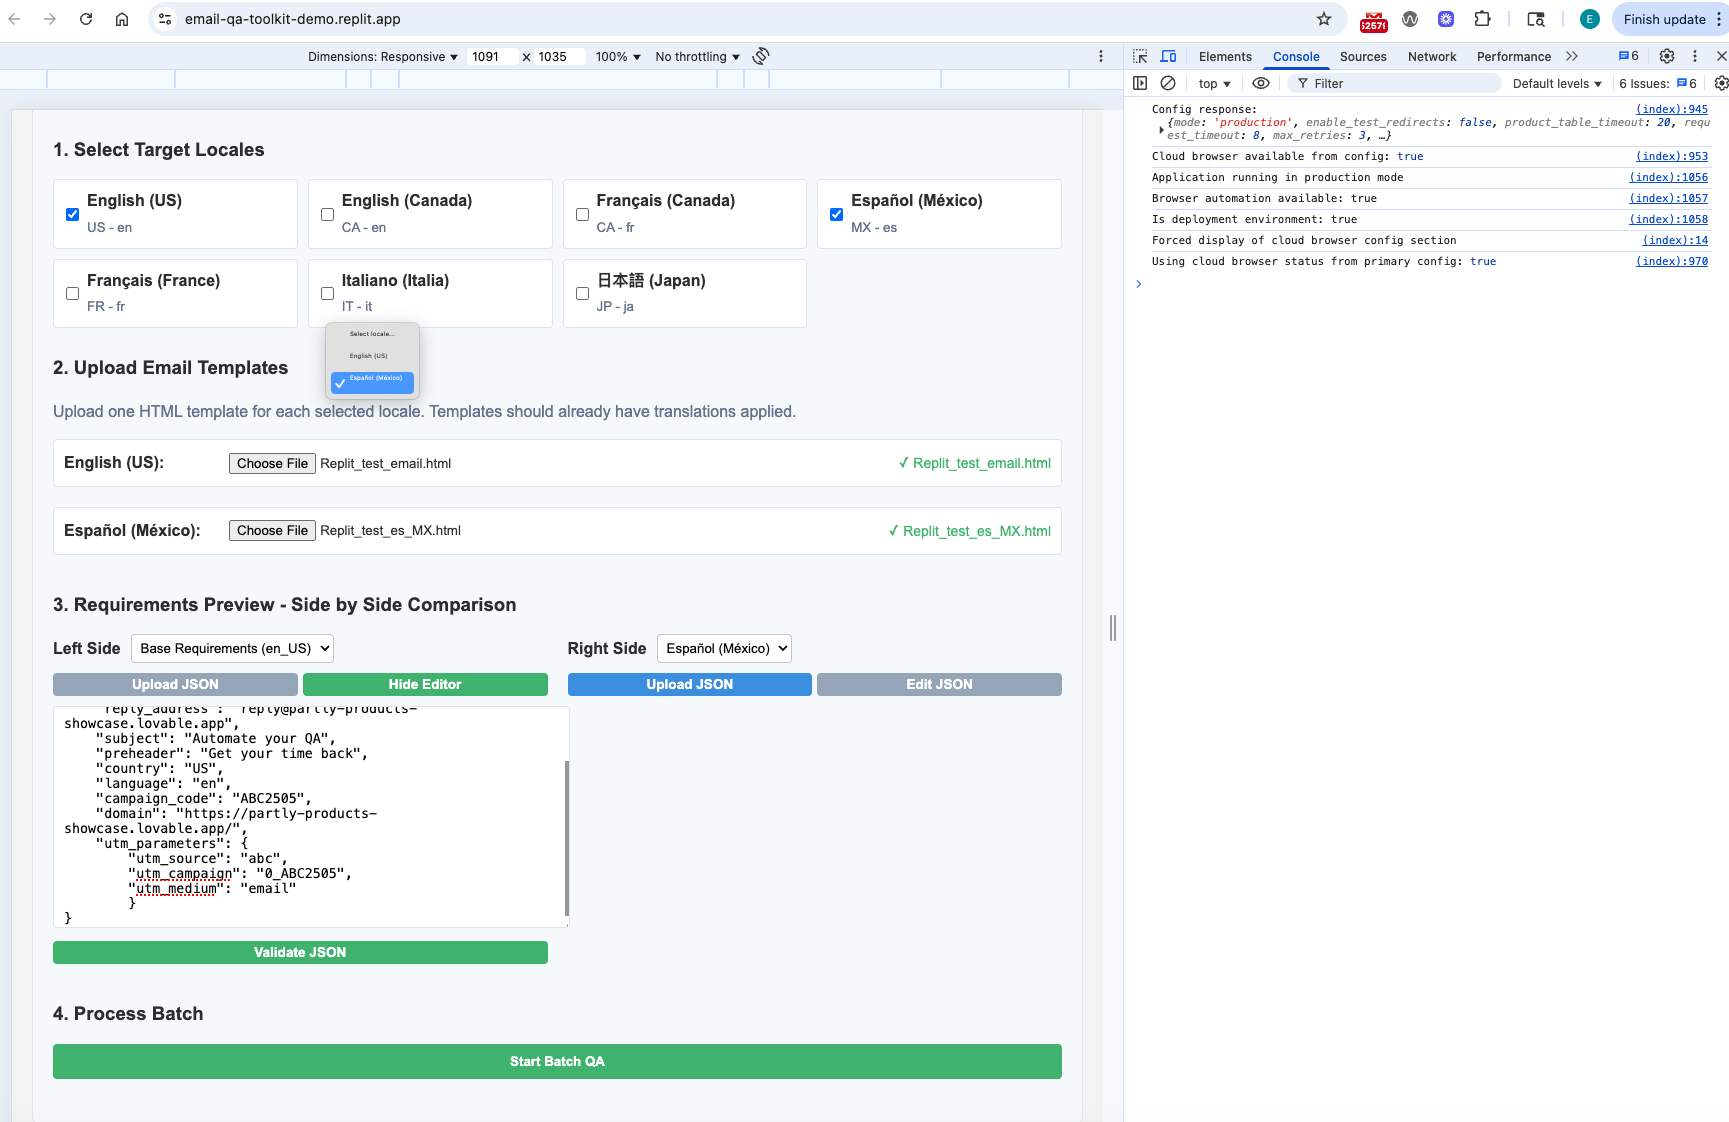 email-qa-toolkit-demo.replit.app
Finish update
Dimensions: Responsive
1091
x
1035
100%
No throttling
Elements
Console
Sources
Network
Performance
6
top
Filter
Default levels
6 Issues:
6
1. Select Target Locales
English (US)
US - en
English (Canada)
CA - en
Français (Canada)
CA - fr
Español (México)
MX - es
Français (France)
FR - fr
Italiano (Italia)
IT - it
日本語 (Japan)
JP - ja
Select locale...
English (US)
✓ Español (México)
2. Upload Email Templates
Upload one HTML template for each selected locale. Templates should already have translations applied.
English (US):
Choose File Replit_test_email.html
✓ Replit_test_email.html
Español (México):
Choose File Replit_test_es_MX.html
✓ Replit_test_es_MX.html
3. Requirements Preview - Side by Side Comparison
Left Side
Base Requirements (en_US)
Right Side
Español (México)
Upload JSON
Hide Editor
Upload JSON
Edit JSON
"reply_address": "reply@partly-products-
showcase.lovable.app",
"subject": "Automate your QA",
"preheader": "Get your time back",
"country": "US",
"language": "en",
"campaign_code": "ABC2505",
"domain": "https://partly-products-
showcase.lovable.app/",
"utm_parameters": {
"utm_source": "abc",
"utm_campaign": "0_ABC2505",
"utm_medium": "email"
}
}
Validate JSON
4. Process Batch
Start Batch QA
Config response:
(index):945
{mode: 'production', enable_test_redirects: false, product_table_timeout: 20, requ
est_timeout: 8, max_retries: 3, …}
Cloud browser available from config: true
(index):953
Application running in production mode
(index):1056
Browser automation available: true
(index):1057
Is deployment environment: true
(index):1058
Forced display of cloud browser config section
(index):14
Using cloud browser status from primary config: true
(index):970